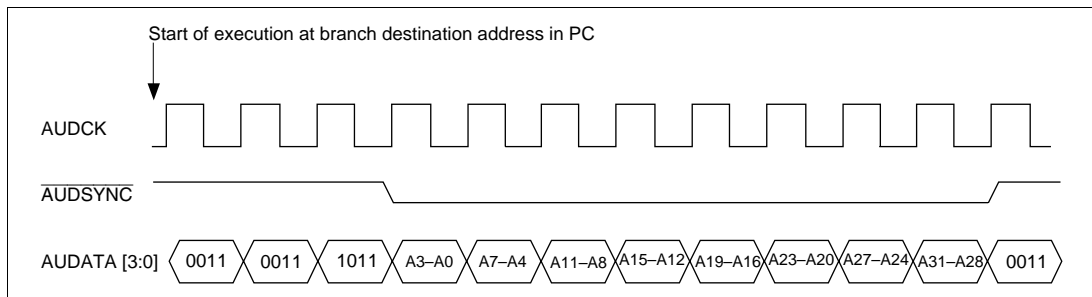 Start of execution at branch destination address in PC
AUDCK
AUDSYNC
AUDATA [3:0] 0011 0011 1011 A3–A0 A7–A4 A11–A8 A15–A12 A19–A16 A23–A20 A27–A24 A31–A28 0011